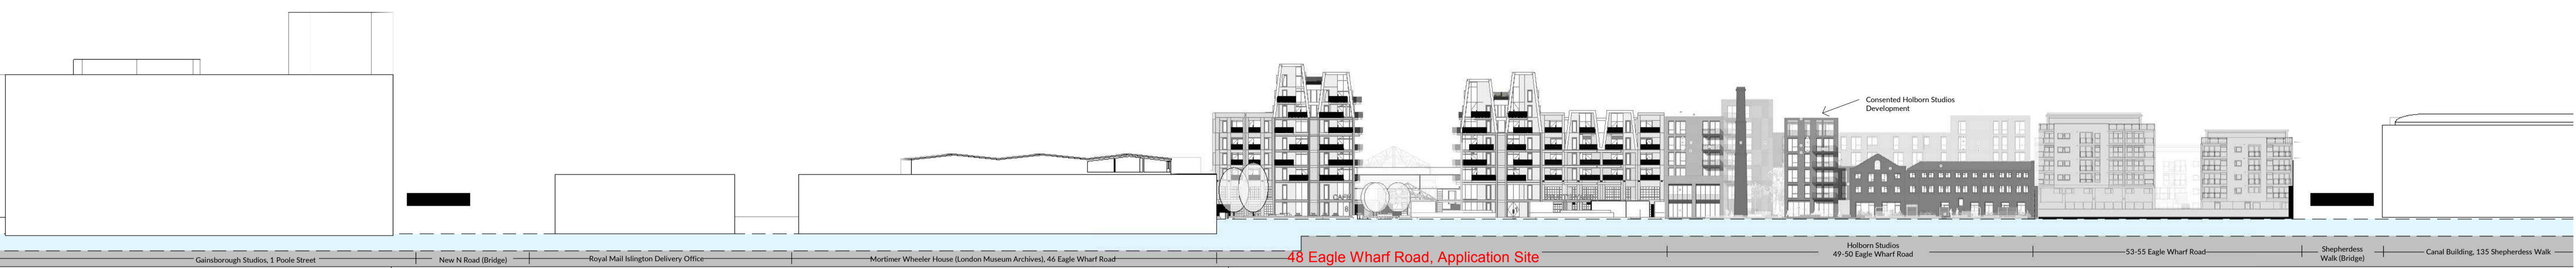 Consented Holborn Studios
Development
CAFE
Gainsborough Studios, 1 Poole Street
New N Road (Bridge)
Royal Mail Islington Delivery Office
Mortimer Wheeler House (London Museum Archives), 46 Eagle Wharf Road
48 Eagle Wharf Road, Application Site
Holborn Studios
49-50 Eagle Wharf Road
53-55 Eagle Wharf Road
Shepherdess
Walk (Bridge)
Canal Building, 135 Shepherdess Walk